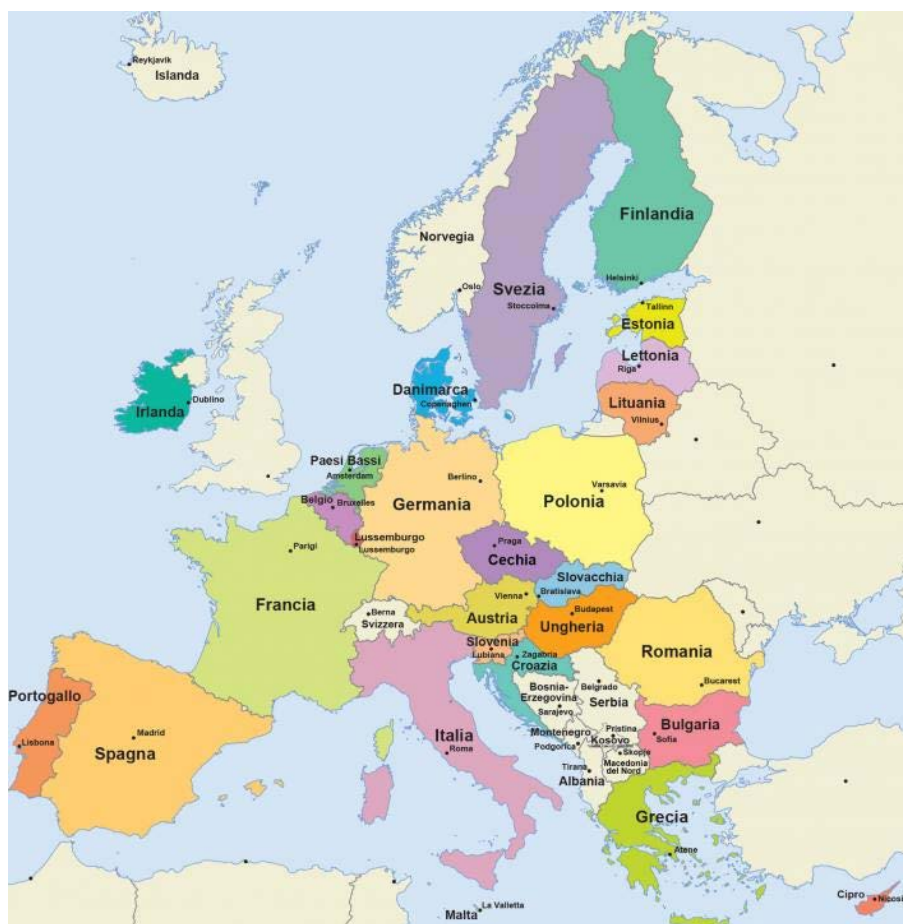 Reykjavik
Islanda
Finlandia
Norvegia
Helsinki
Oslo
Svezia
Stoccolma
Tallinn
Estonia
Lettonia
Riga
Danimarca
Copenaghen
Lituania
Vilnius
Dublino
Irlanda
Paesi Bassi
Amsterdam
Berlino
Varsavia
Belgio
Bruxelles
Germania
Polonia
Lussemburgo
Lussemburgo
Praga
Cechia
Parigi
Slovacchia
Bratislava
Vienna
Francia
Berna
Svizzera
Austria
Budapest
Ungheria
Slovenia
Lubiana
Zagabria
Croazia
Romania
Bucarest
Bosnia-
Erzegovina
Sarajevo
Belgrado
Serbia
Portogallo
Lisbona
Madrid
Spagna
Italia
Roma
Montenegro
Podgorica
Pristina
Kosovo
Bulgaria
Sofia
Skopje
Macedonia
del Nord
Tirana
Albania
Grecia
Atene
Malta
La Valletta
Cipro
Nicosi